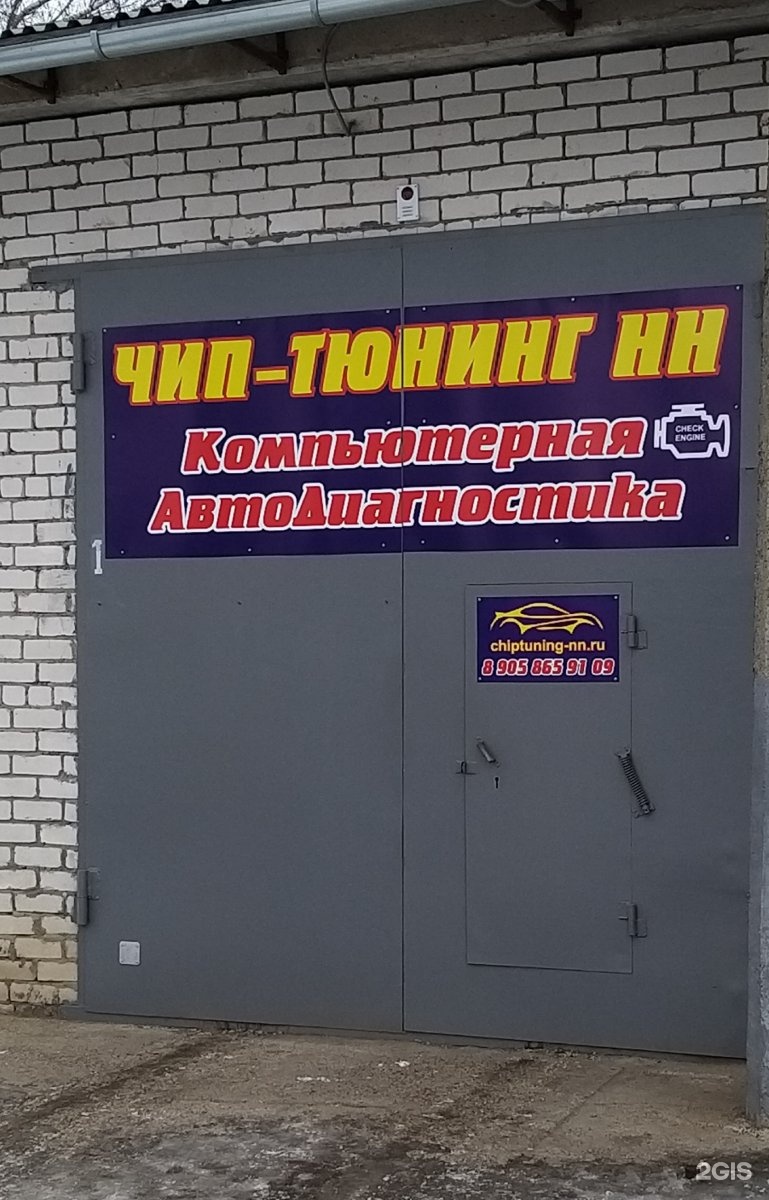 ЧИП-ТЮНИНГ НН
Компьютерная
CHECK
ENGINE
АвтоДиагностика
1
chiptuning-nn.ru
8 905 865 91 09
2GIS